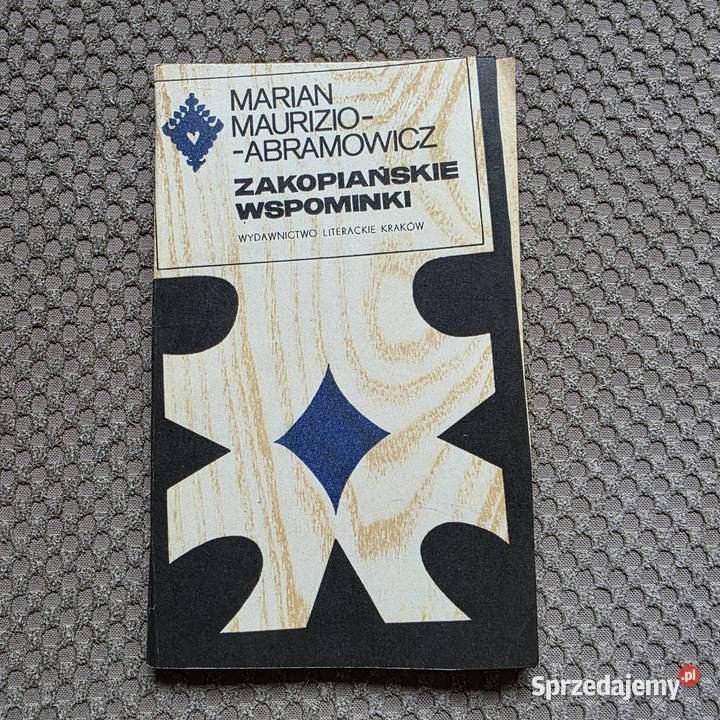 MARIAN
MAURIZIO-
-ABRAMOWICZ
ZAKOPIAŃSKIE
WSPOMINKI
WYDAWNICTWO LITERACKIE KRAKÓW
Sprzedajemy.pl